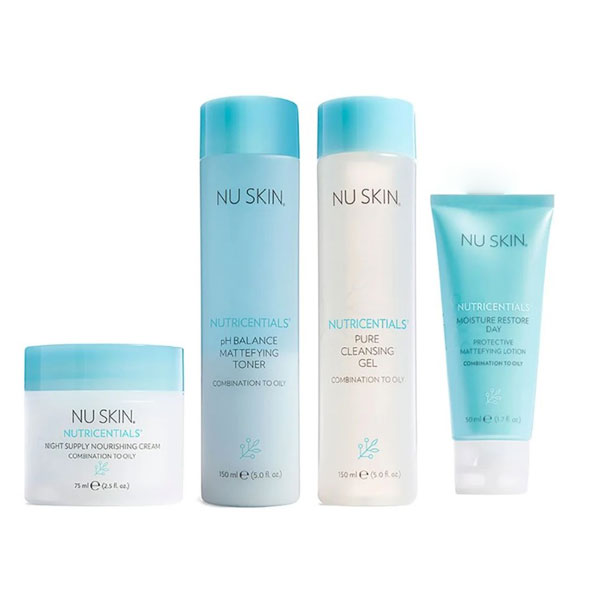 NU SKIN®
NUTRICENTIALS®
NIGHT SUPPLY NOURISHING CREAM
COMBINATION TO OILY
75 ml ℮ (2.5 fl. oz.)
NU SKIN®
NUTRICENTIALS®
pH BALANCE
MATTEFYING
TONER
COMBINATION TO OILY
150 ml ℮ (5.0 fl. oz.)
NU SKIN®
NUTRICENTIALS®
PURE
CLEANSING
GEL
COMBINATION TO OILY
150 ml ℮ (5.0 fl. oz.)
NU SKIN®
NUTRICENTIALS®
MOISTURE RESTORE
DAY
PROTECTIVE
MATTEFYING LOTION
COMBINATION TO OILY
50 ml ℮ (1.7 fl. oz.)